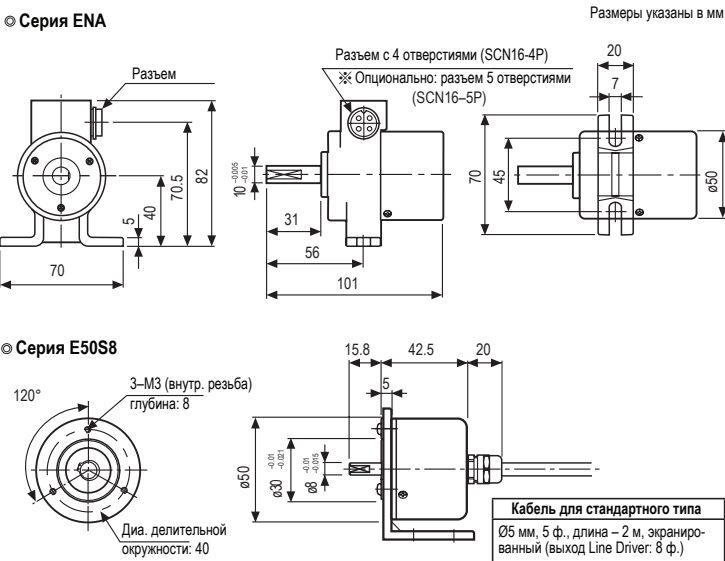 Размеры указаны в мм
◎ Серия ENA
Разъем
82
70.5
40
5
70
Разъем с 4 отверстиями (SCN16-4P)
※ Опционально: разъем 5 отверстиями
(SCN16–5P)
10 -0.005 -0.01
31
56
101
20
7
70
45
ø50
◎ Серия E50S8
120°
3–M3 (внутр. резьба)
глубина: 8
Диа. делительной
окружности: 40
15.8
42.5
20
5
ø50
ø30 -0.01 -0.021
ø8 -0.01 -0.015
Кабель для стандартного типа
Ø5 мм, 5 ф., длина – 2 м, экраниро-
ванный (выход Line Driver: 8 ф.)